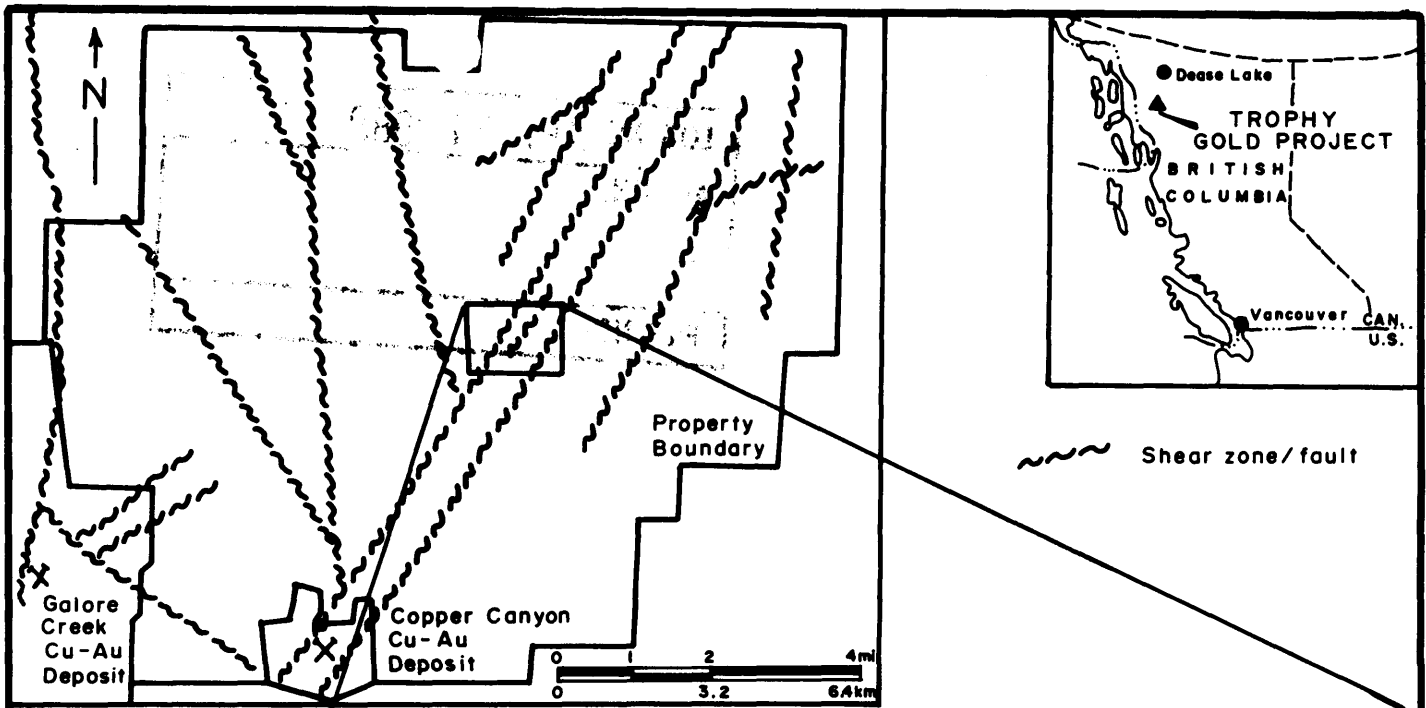 N
Property
Boundary
Galore
Creek
Cu-Au
Deposit
Copper Canyon
Cu-Au
Deposit
0 1 2 4mi
0 3.2 6.4km
Dease Lake
TROPHY
GOLD PROJECT
BRITISH
COLUMBIA
Vancouver CAN.
U.S.
Shear zone/fault